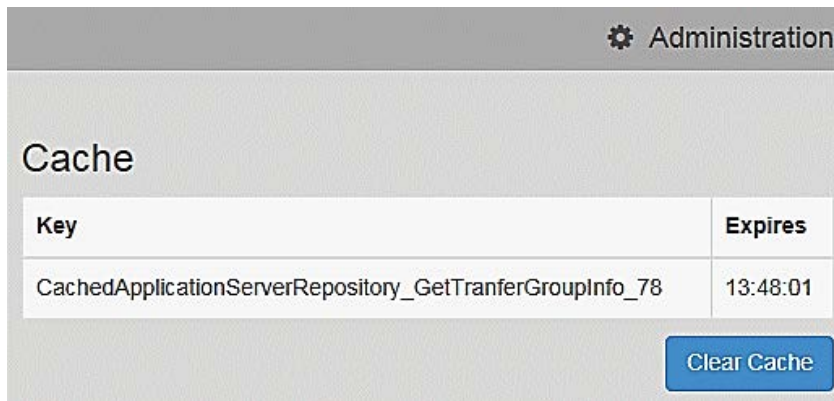 Administration
Cache
Key Expires
CachedApplicationServerRepository_GetTranferGroupInfo_78 13:48:01
Clear Cache